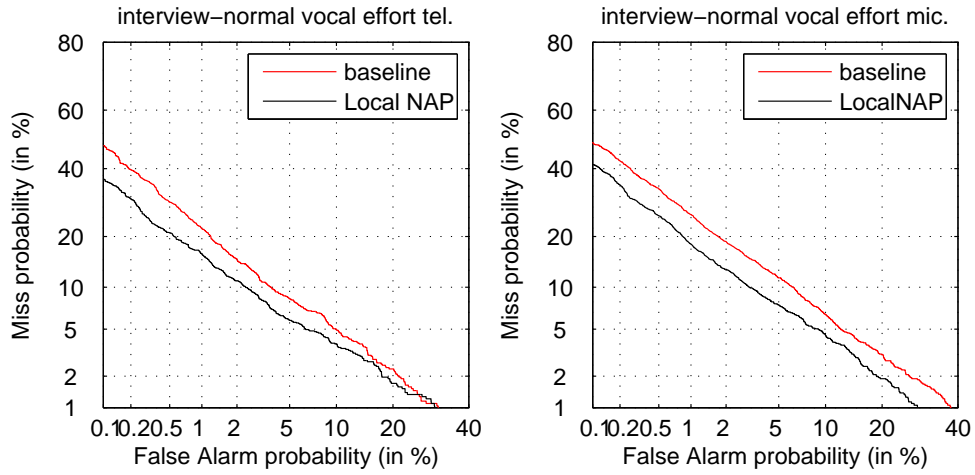 interview−normal vocal effort tel.
80
60
40
20
10
5
2
1
0.1 0.2 0.5 1 2 5 10 20 40
Miss probability (in %)
False Alarm probability (in %)
baseline
Local NAP
interview−normal vocal effort mic.
80
60
40
20
10
5
2
1
0.1 0.2 0.5 1 2 5 10 20 40
Miss probability (in %)
False Alarm probability (in %)
baseline
LocalNAP